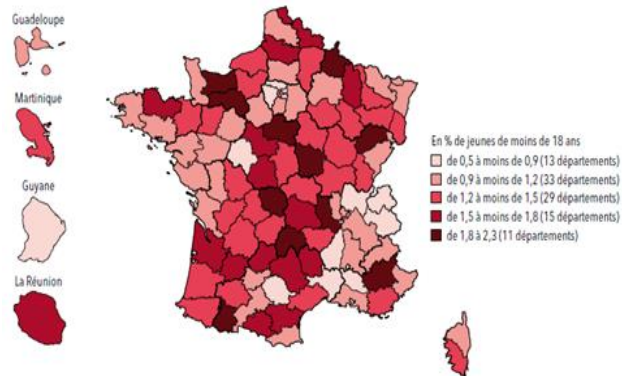 Guadeloupe
Martinique
Guyane
La Réunion
En % de jeunes de moins de 18 ans
de 0,5 à moins de 0,9 (13 départements)
de 0,9 à moins de 1,2 (33 départements)
de 1,2 à moins de 1,5 (29 départements)
de 1,5 à moins de 1,8 (15 départements)
de 1,8 à 2,3 (11 départements)